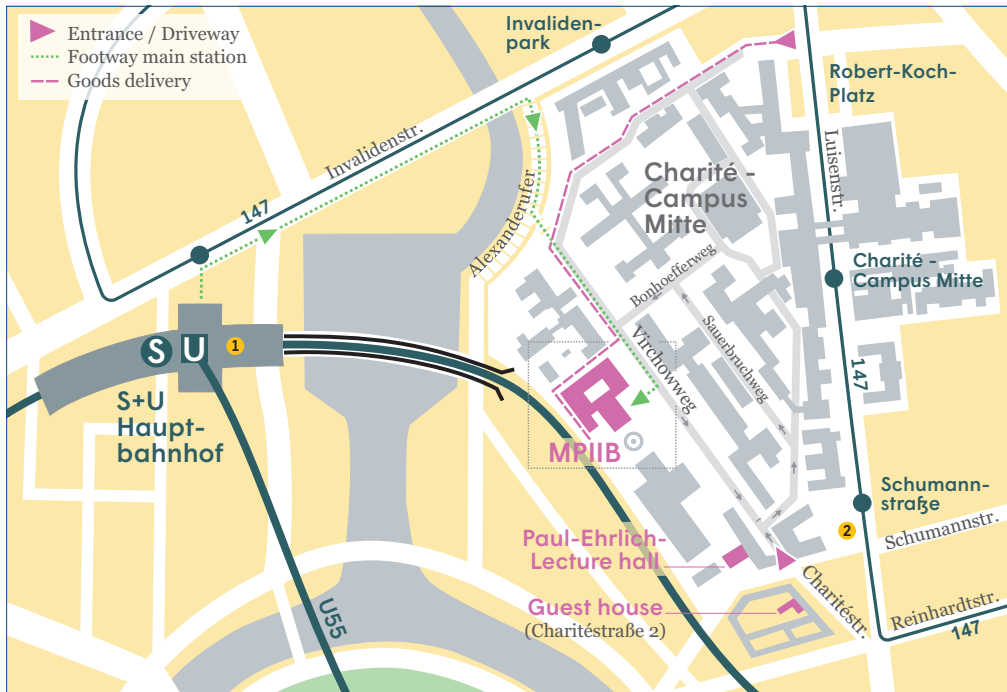 Entrance / Driveway
Footway main station
Goods delivery
Invaliden-
park
Robert-Koch-
Platz
Invalidenstr.
147
Alexanderufer
Charité -
Campus
Mitte
Luisenstr.
Bonhoefferweg
Charité -
Campus Mitte
S U
1
Virchowweg
Sauerbruchweg
147
S+U
Haupt-
bahnhof
MPIIB
Schumann-
straße
2
Schumannstr.
Paul-Ehrlich-
Lecture hall
Guest house
(Charitéstraße 2)
Charitéstr.
Reinhardtstr.
147
U55